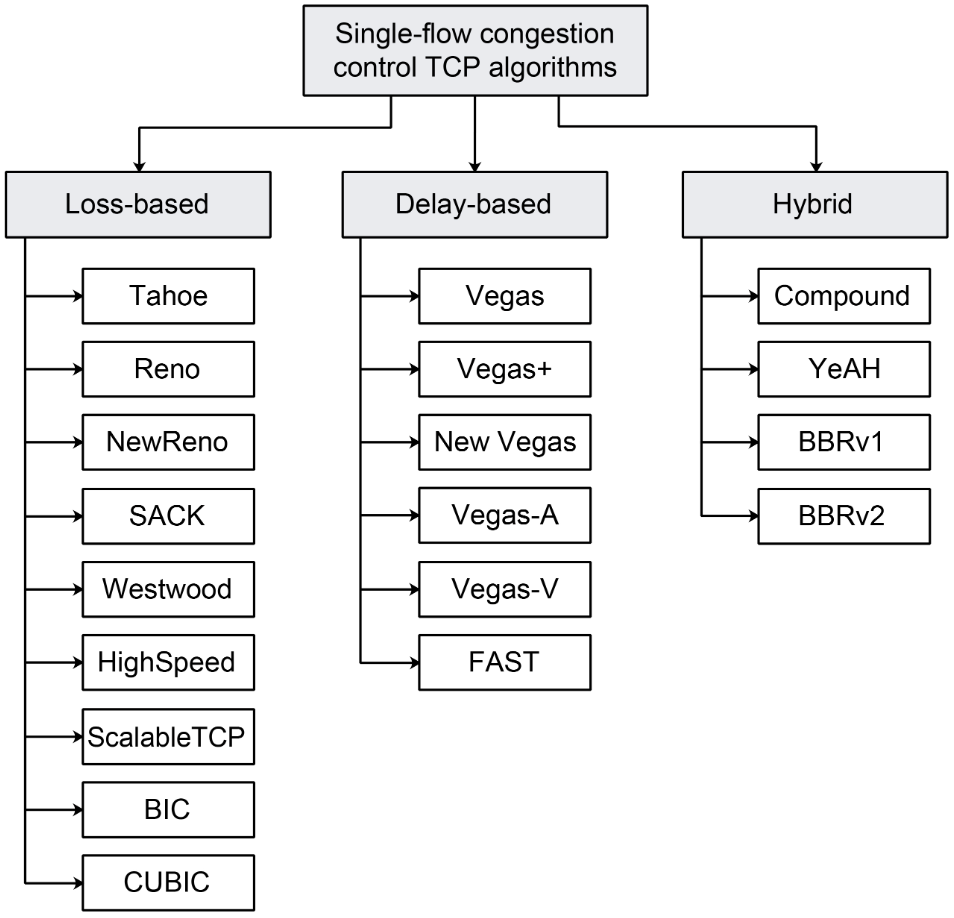 Single-flow congestion
control TCP algorithms
Loss-based
Delay-based
Hybrid
Tahoe
Reno
NewReno
SACK
Westwood
HighSpeed
ScalableTCP
BIC
CUBIC
Vegas
Vegas+
New Vegas
Vegas-A
Vegas-V
FAST
Compound
YeAH
BBRv1
BBRv2